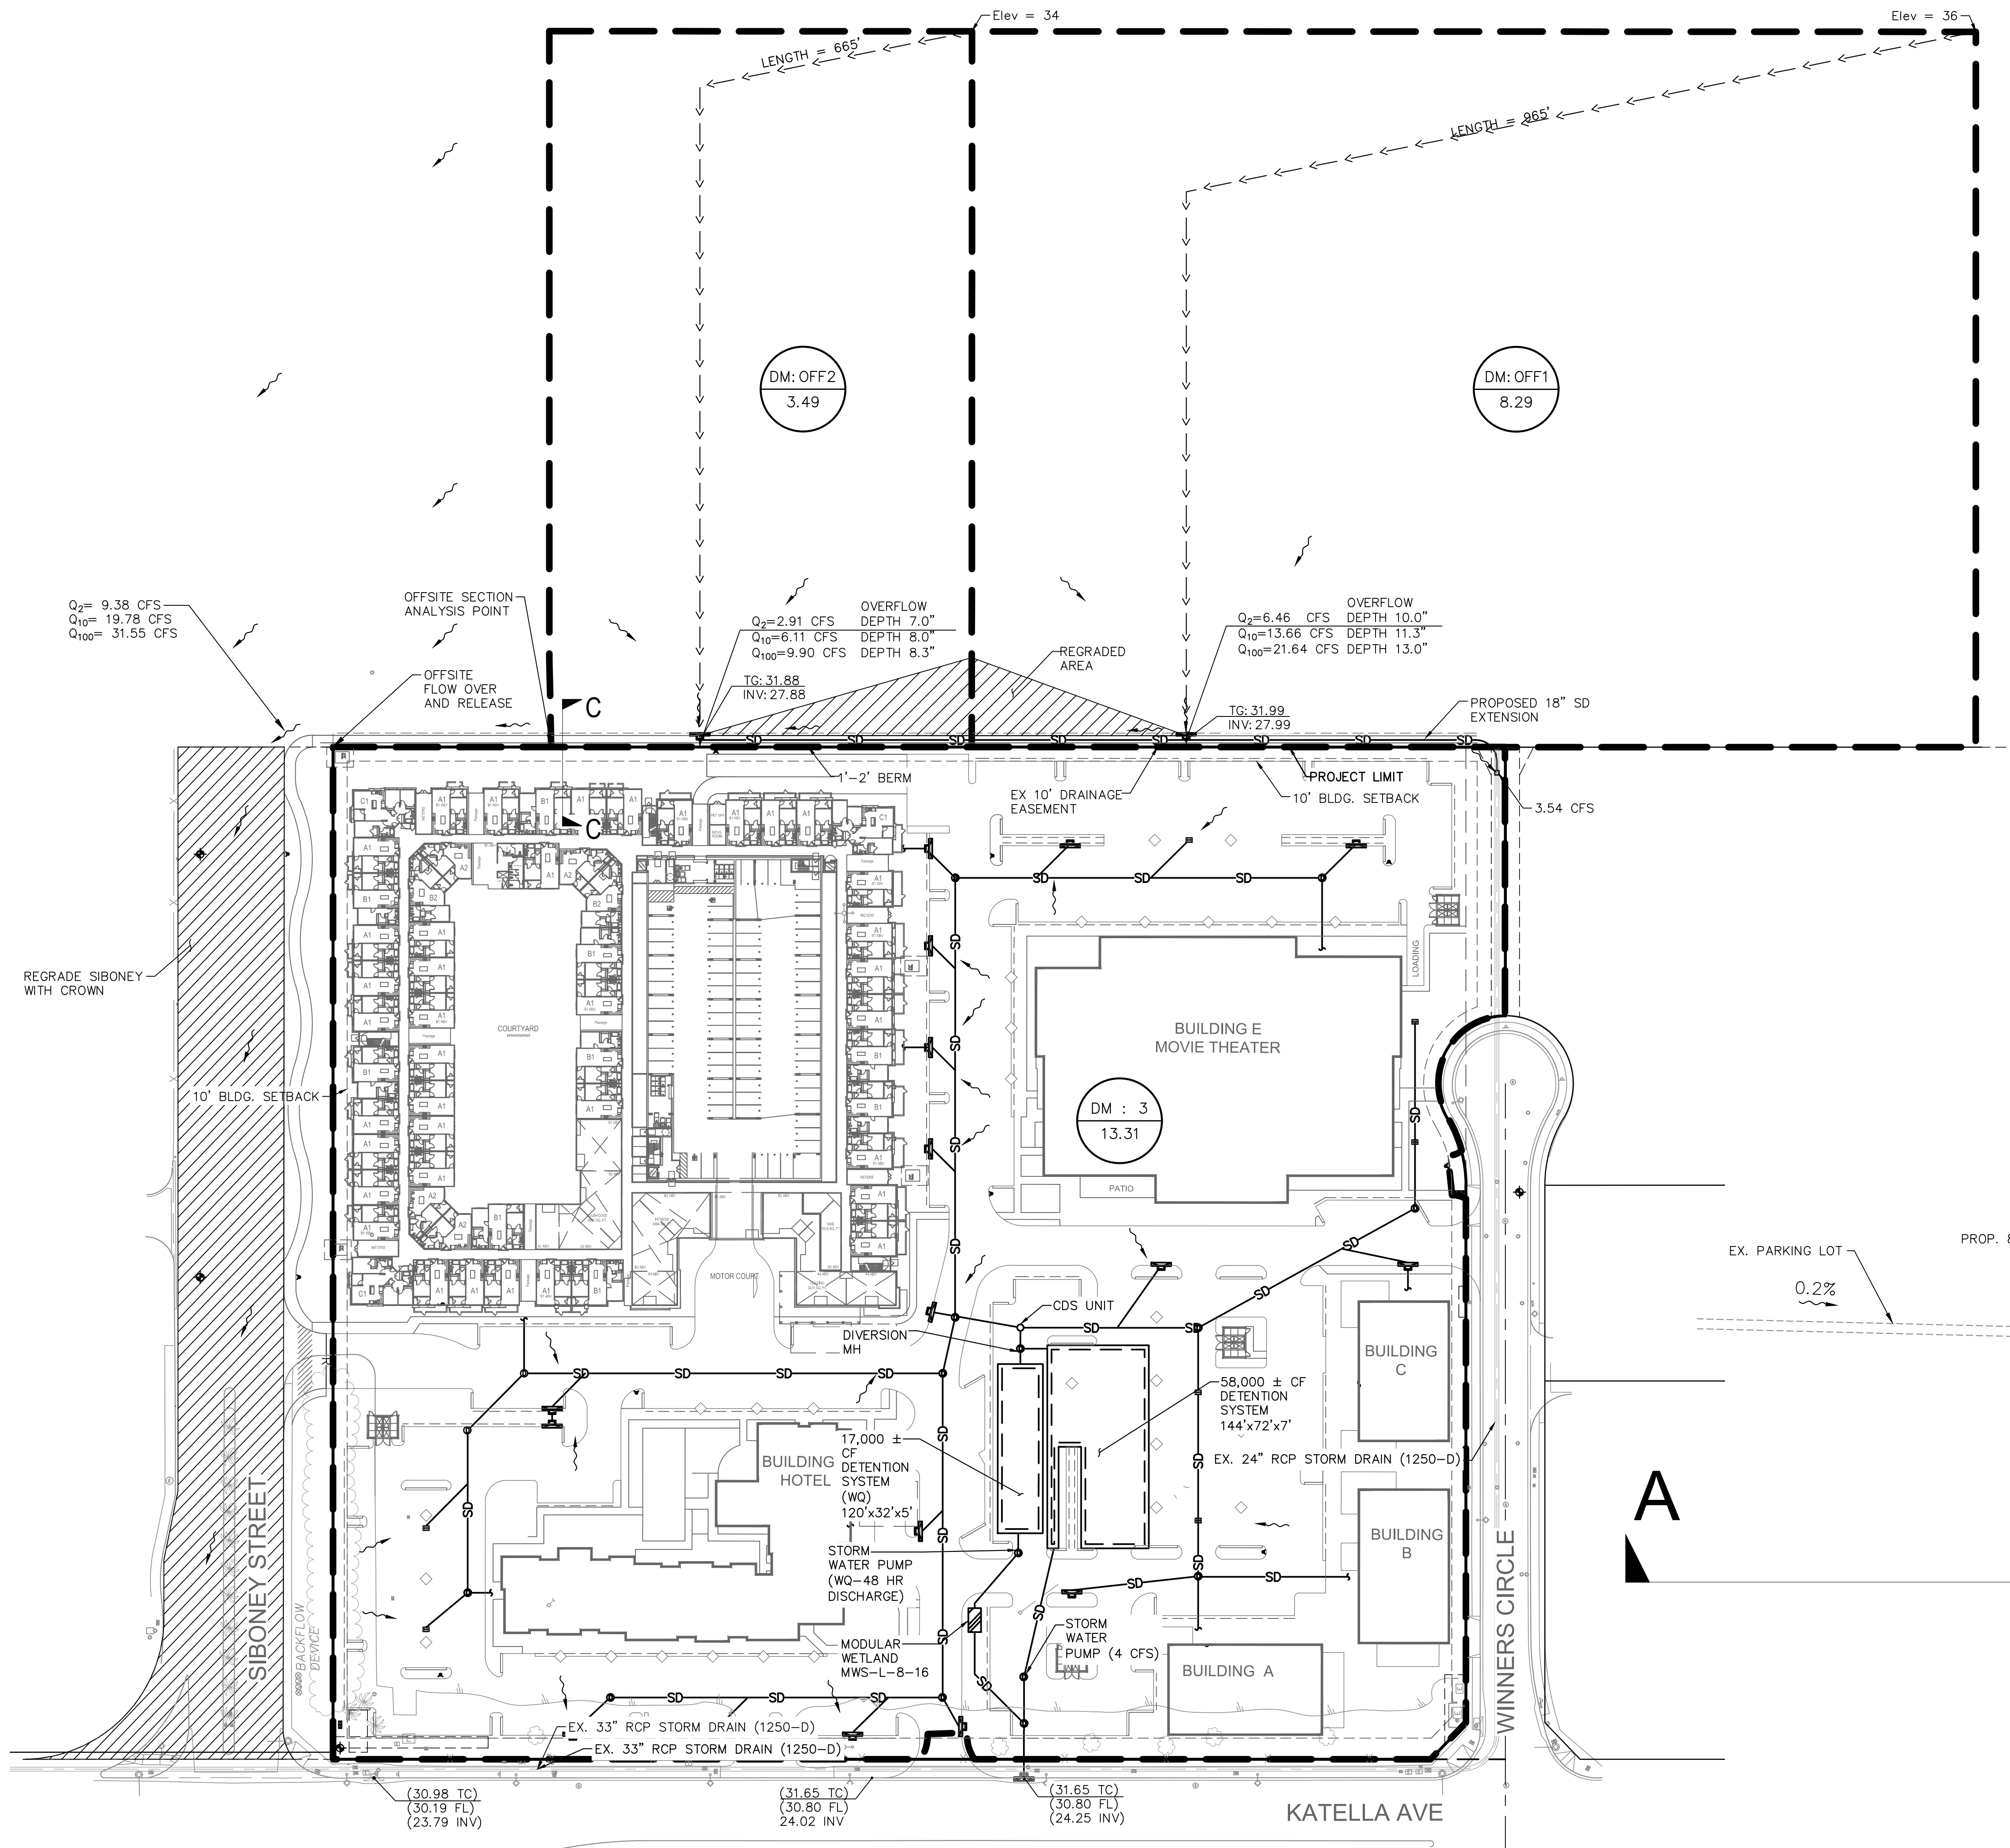 Elev = 34
Elev = 36
LENGTH = 665'
LENGTH = 965'
DM: OFF2
3.49
DM: OFF1
8.29
Q2= 9.38 CFS
Q10= 19.78 CFS
Q100= 31.55 CFS
OFFSITE SECTION
ANALYSIS POINT
OFFSITE
FLOW OVER
AND RELEASE
C
C
OVERFLOW
Q2=2.91 CFS DEPTH 7.0"
Q10=6.11 CFS DEPTH 8.0"
Q100=9.90 CFS DEPTH 8.3"
TG: 31.88
INV: 27.88
REGRADED
AREA
OVERFLOW
Q2=6.46 CFS DEPTH 10.0"
Q10=13.66 CFS DEPTH 11.3"
Q100=21.64 CFS DEPTH 13.0"
TG: 31.99
INV: 27.99
PROPOSED 18" SD
EXTENSION
SD SD SD SD SD SD SD SD
1'-2' BERM
EX 10' DRAINAGE
EASEMENT
PROJECT LIMIT
10' BLDG. SETBACK
3.54 CFS
REGRADE SIBONEY
WITH CROWN
10' BLDG. SETBACK
COURTYARD
MOTOR COURT
LOADING
BUILDING E
MOVIE THEATER
DM : 3
13.31
PATIO
EX. PARKING LOT
0.2%
PROP. 8
CDS UNIT
DIVERSION
MH
58,000 ± CF
DETENTION
SYSTEM
144'x72'x7'
17,000 ±
CF
DETENTION
SYSTEM
(WQ)
120'x32'x5'
BUILDING
HOTEL
BUILDING
C
EX. 24" RCP STORM DRAIN (1250-D)
BUILDING
B
A
STORM
WATER PUMP
(WQ-48 HR
DISCHARGE)
MODULAR
WETLAND
MWS-L-8-16
STORM
WATER
PUMP (4 CFS)
BUILDING A
SIBONEY STREET
BACKFLOW
DEVICE
WINNERS CIRCLE
EX. 33" RCP STORM DRAIN (1250-D)
EX. 33" RCP STORM DRAIN (1250-D)
(30.98 TC)
(30.19 FL)
(23.79 INV)
(31.65 TC)
(30.80 FL)
24.02 INV
(31.65 TC)
(30.80 FL)
(24.25 INV)
KATELLA AVE